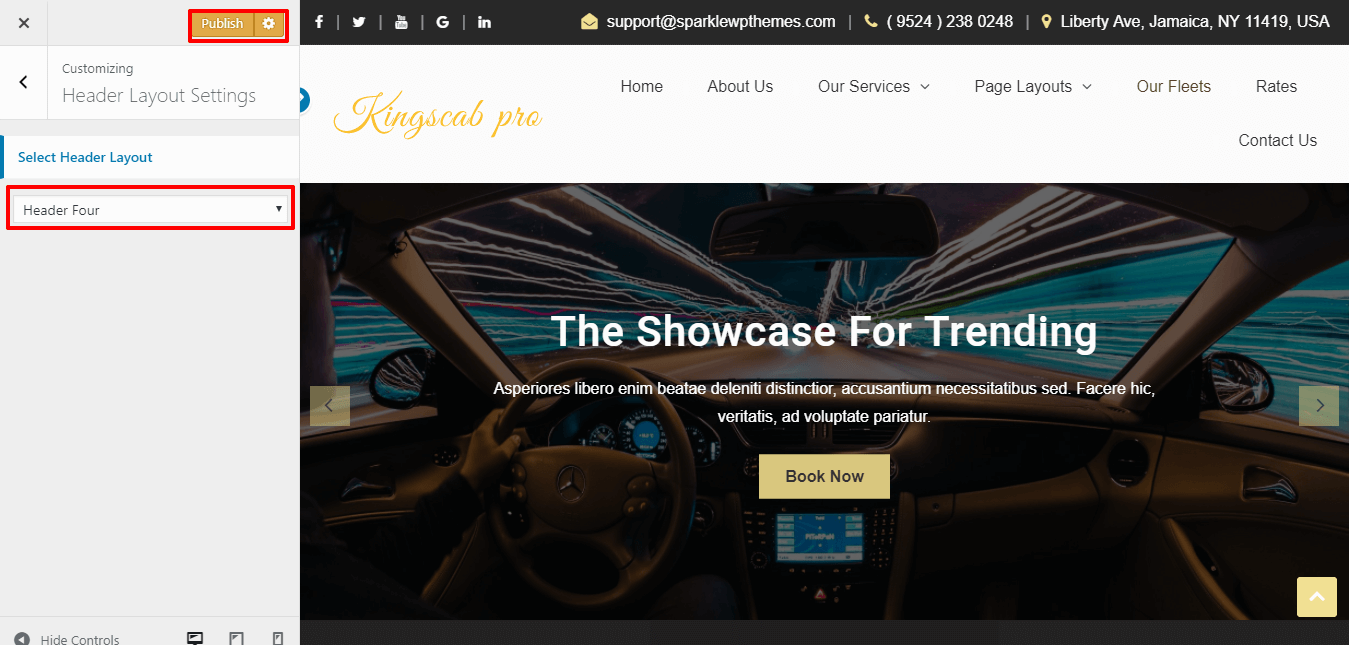 Publish
Customizing
Header Layout Settings
Select Header Layout
Header Four
Hide Controls
support@sparklewpthemes.com | ( 9524 ) 238 0248 | Liberty Ave, Jamaica, NY 11419, USA
Kingscab pro
Home About Us Our Services Page Layouts Our Fleets Rates
Contact Us
The Showcase For Trending
Asperiores libero enim beatae deleniti distinctior, accusantium necessitatibus sed. Facere hic,
veritatis, ad voluptate pariatur.
Book Now